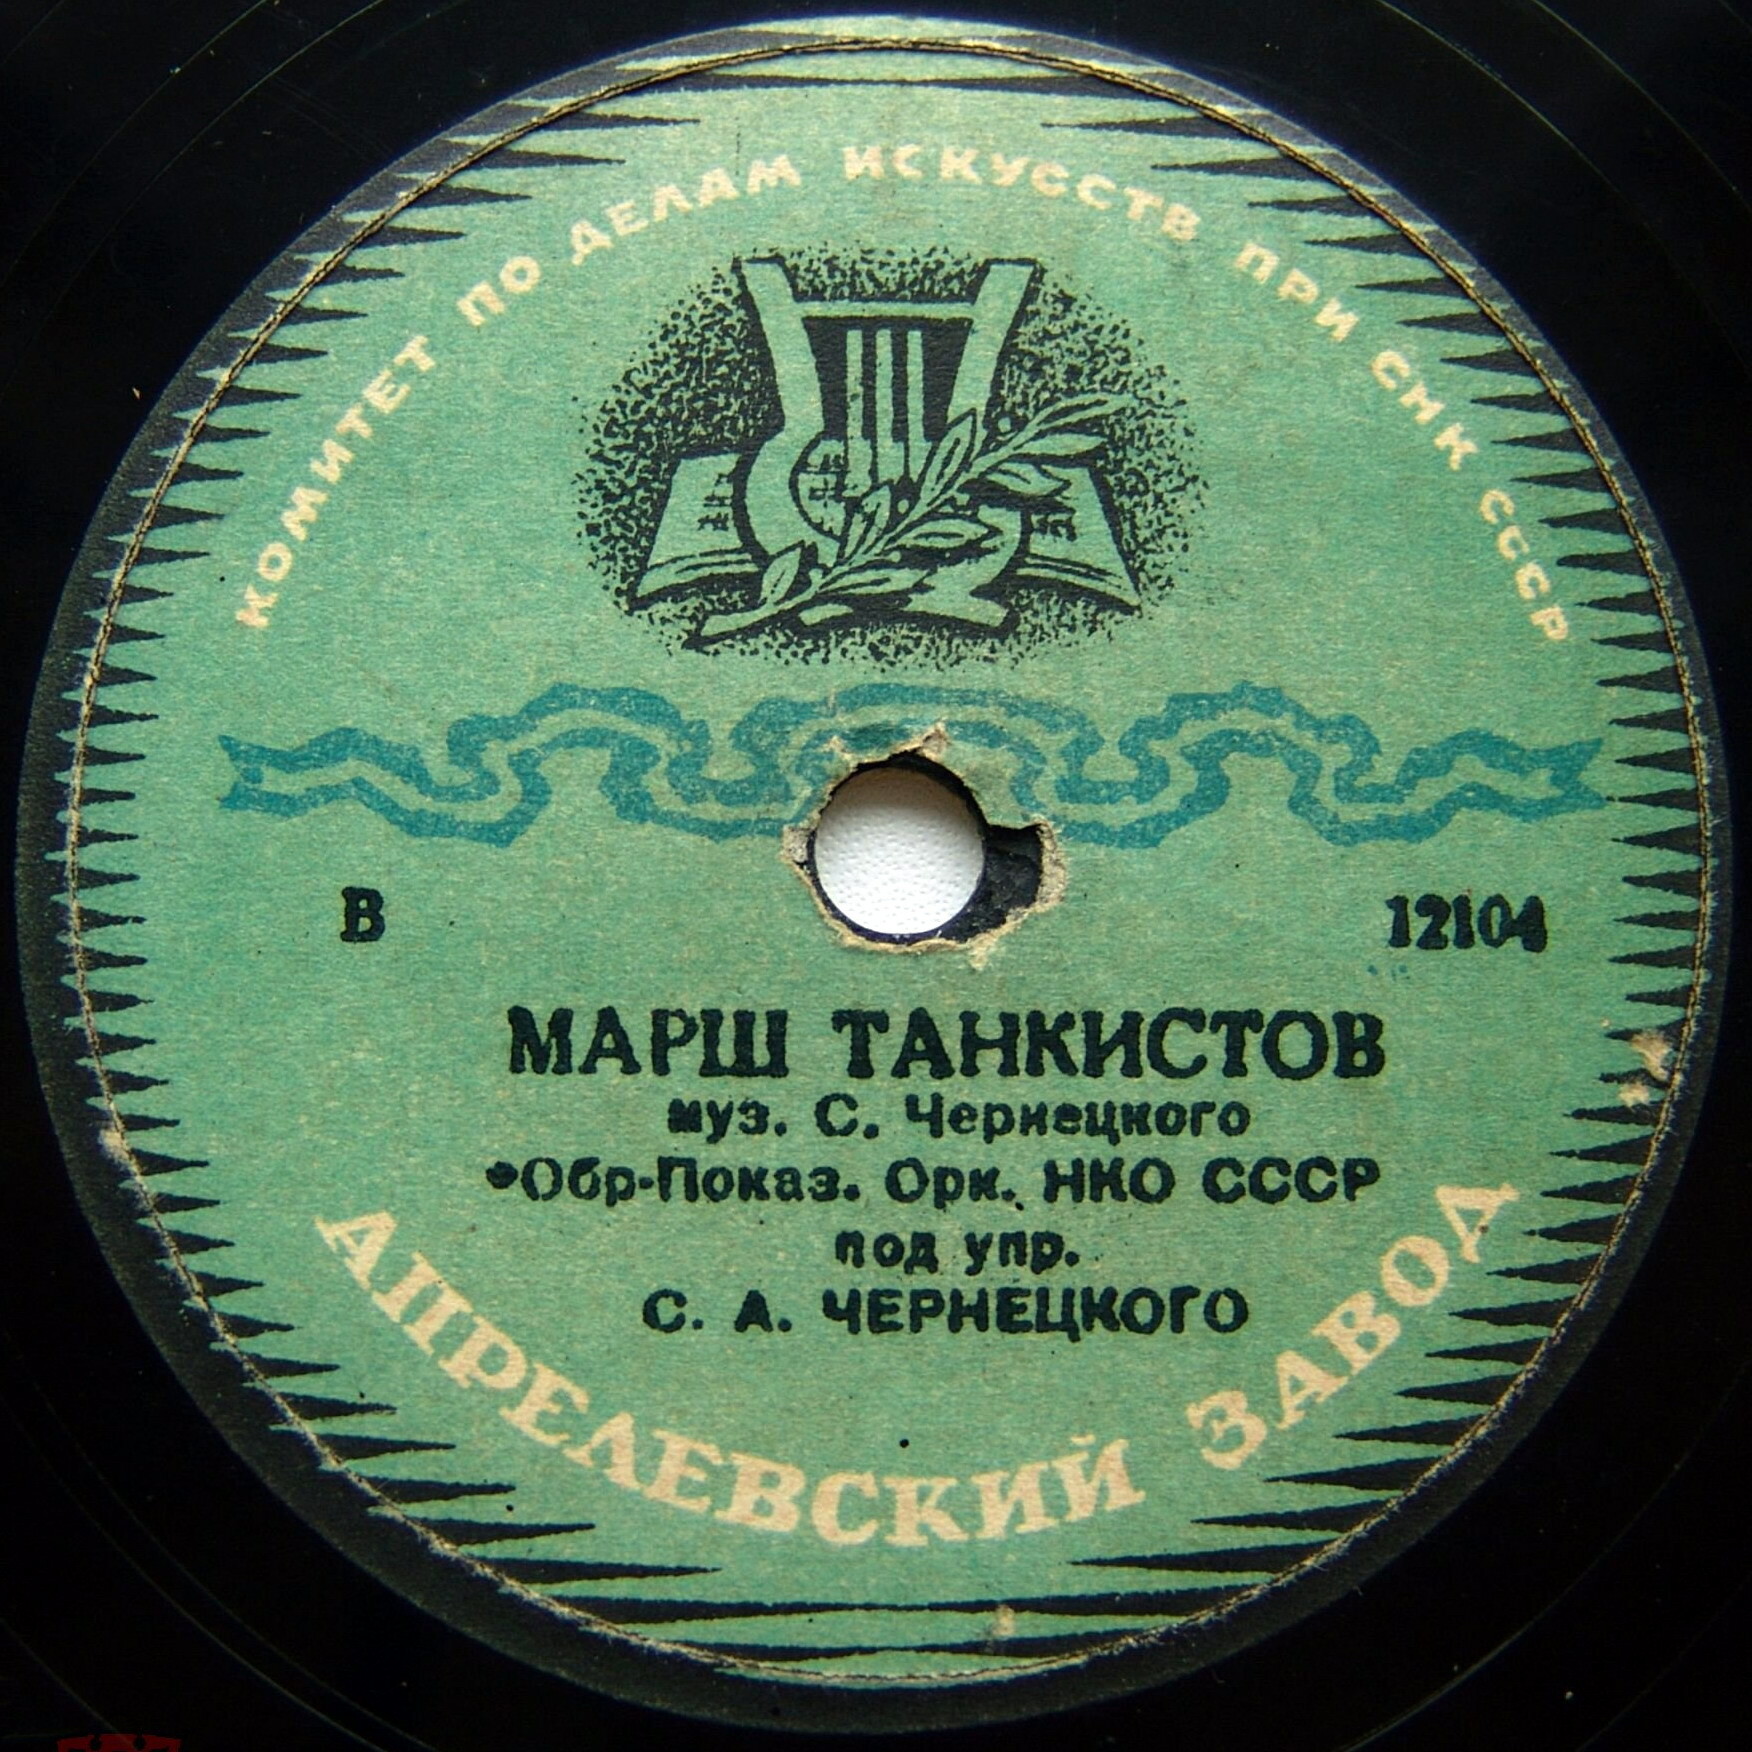 КОМИТЕТ ПО ДЕЛАМ ИСКУССТВ ПРИ СНК СССР
В 12104
МАРШ ТАНКИСТОВ
муз. С. Чернецкого
Обр-Показ. Орк. НКО СССР
под упр.
С. А. ЧЕРНЕЦКОГО
АПРЕЛЕВСКИЙ ЗАВОД